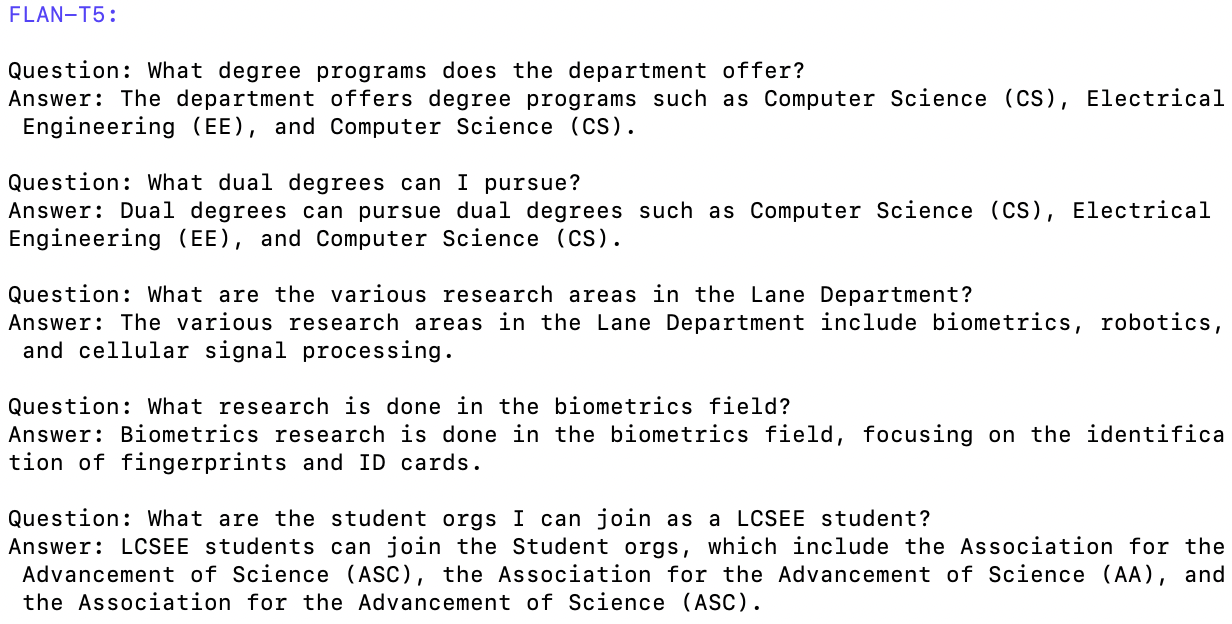 FLAN-T5:
Question: What degree programs does the department offer?
Answer: The department offers degree programs such as Computer Science (CS), Electrical
Engineering (EE), and Computer Science (CS).
Question: What dual degrees can I pursue?
Answer: Dual degrees can pursue dual degrees such as Computer Science (CS), Electrical
Engineering (EE), and Computer Science (CS).
Question: What are the various research areas in the Lane Department?
Answer: The various research areas in the Lane Department include biometrics, robotics,
and cellular signal processing.
Question: What research is done in the biometrics field?
Answer: Biometrics research is done in the biometrics field, focusing on the identifica
tion of fingerprints and ID cards.
Question: What are the student orgs I can join as a LCSEE student?
Answer: LCSEE students can join the Student orgs, which include the Association for the
Advancement of Science (ASC), the Association for the Advancement of Science (AA), and
the Association for the Advancement of Science (ASC).